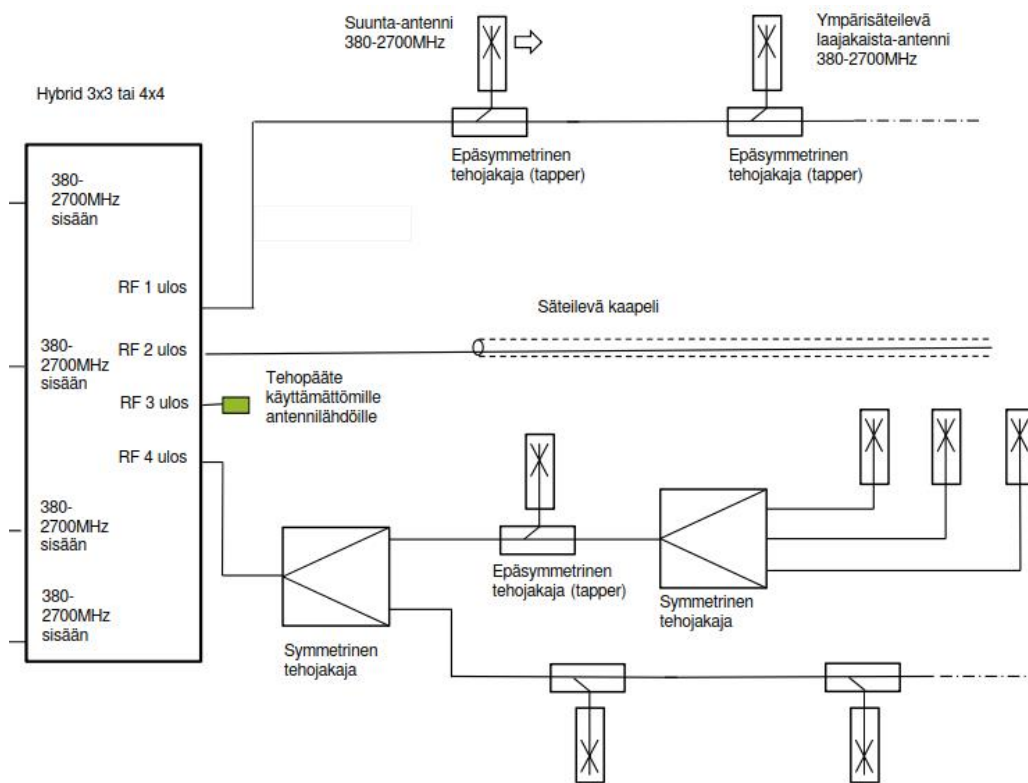 Suunta-antenni
380-2700MHz
Ympärisäteilevä
laajakaista-antenni
380-2700MHz
Hybrid 3x3 tai 4x4
Epäsymmetrinen
tehojakaja (tapper)
Epäsymmetrinen
tehojakaja (tapper)
380-
2700MHz
sisään
RF 1 ulos
Säteilevä kaapeli
380-
2700MHz
sisään
RF 2 ulos
Tehopääte
käyttämättömille
antennilähdöille
RF 3 ulos
RF 4 ulos
380-
2700MHz
sisään
Epäsymmetrinen
tehojakaja (tapper)
Symmetrinen
tehojakaja
380-
2700MHz
sisään
Symmetrinen
tehojakaja